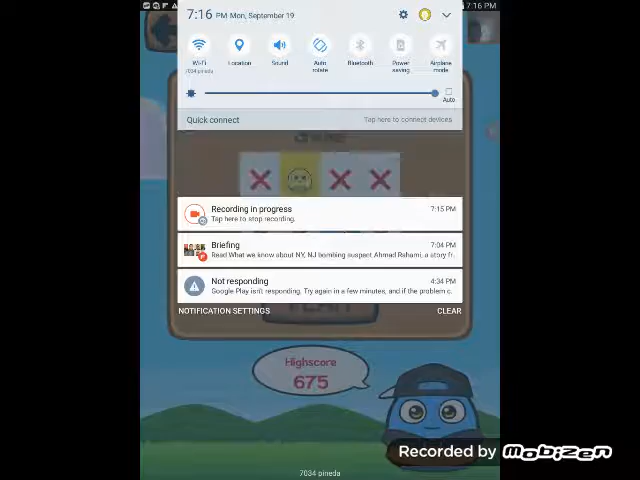 7:16 PM
7:16 PM Mon, September 19
Wi-Fi
7034 pineda
Location
Sound
Auto
rotate
Bluetooth
Power
saving
Airplane
mode
Auto
Quick connect
Tap here to connect devices
Recording in progress
7:15 PM
Tap here to stop recording.
Briefing
7:04 PM
Read What we know about NY, NJ bombing suspect Ahmad Rahami, a story fr.
Not responding
4:34 PM
Google Play isn't responding. Try again in a few minutes, and if the problem c.
NOTIFICATION SETTINGS
CLEAR
PLAY
Highscore
675
Recorded by Mobizen
7034 pineda